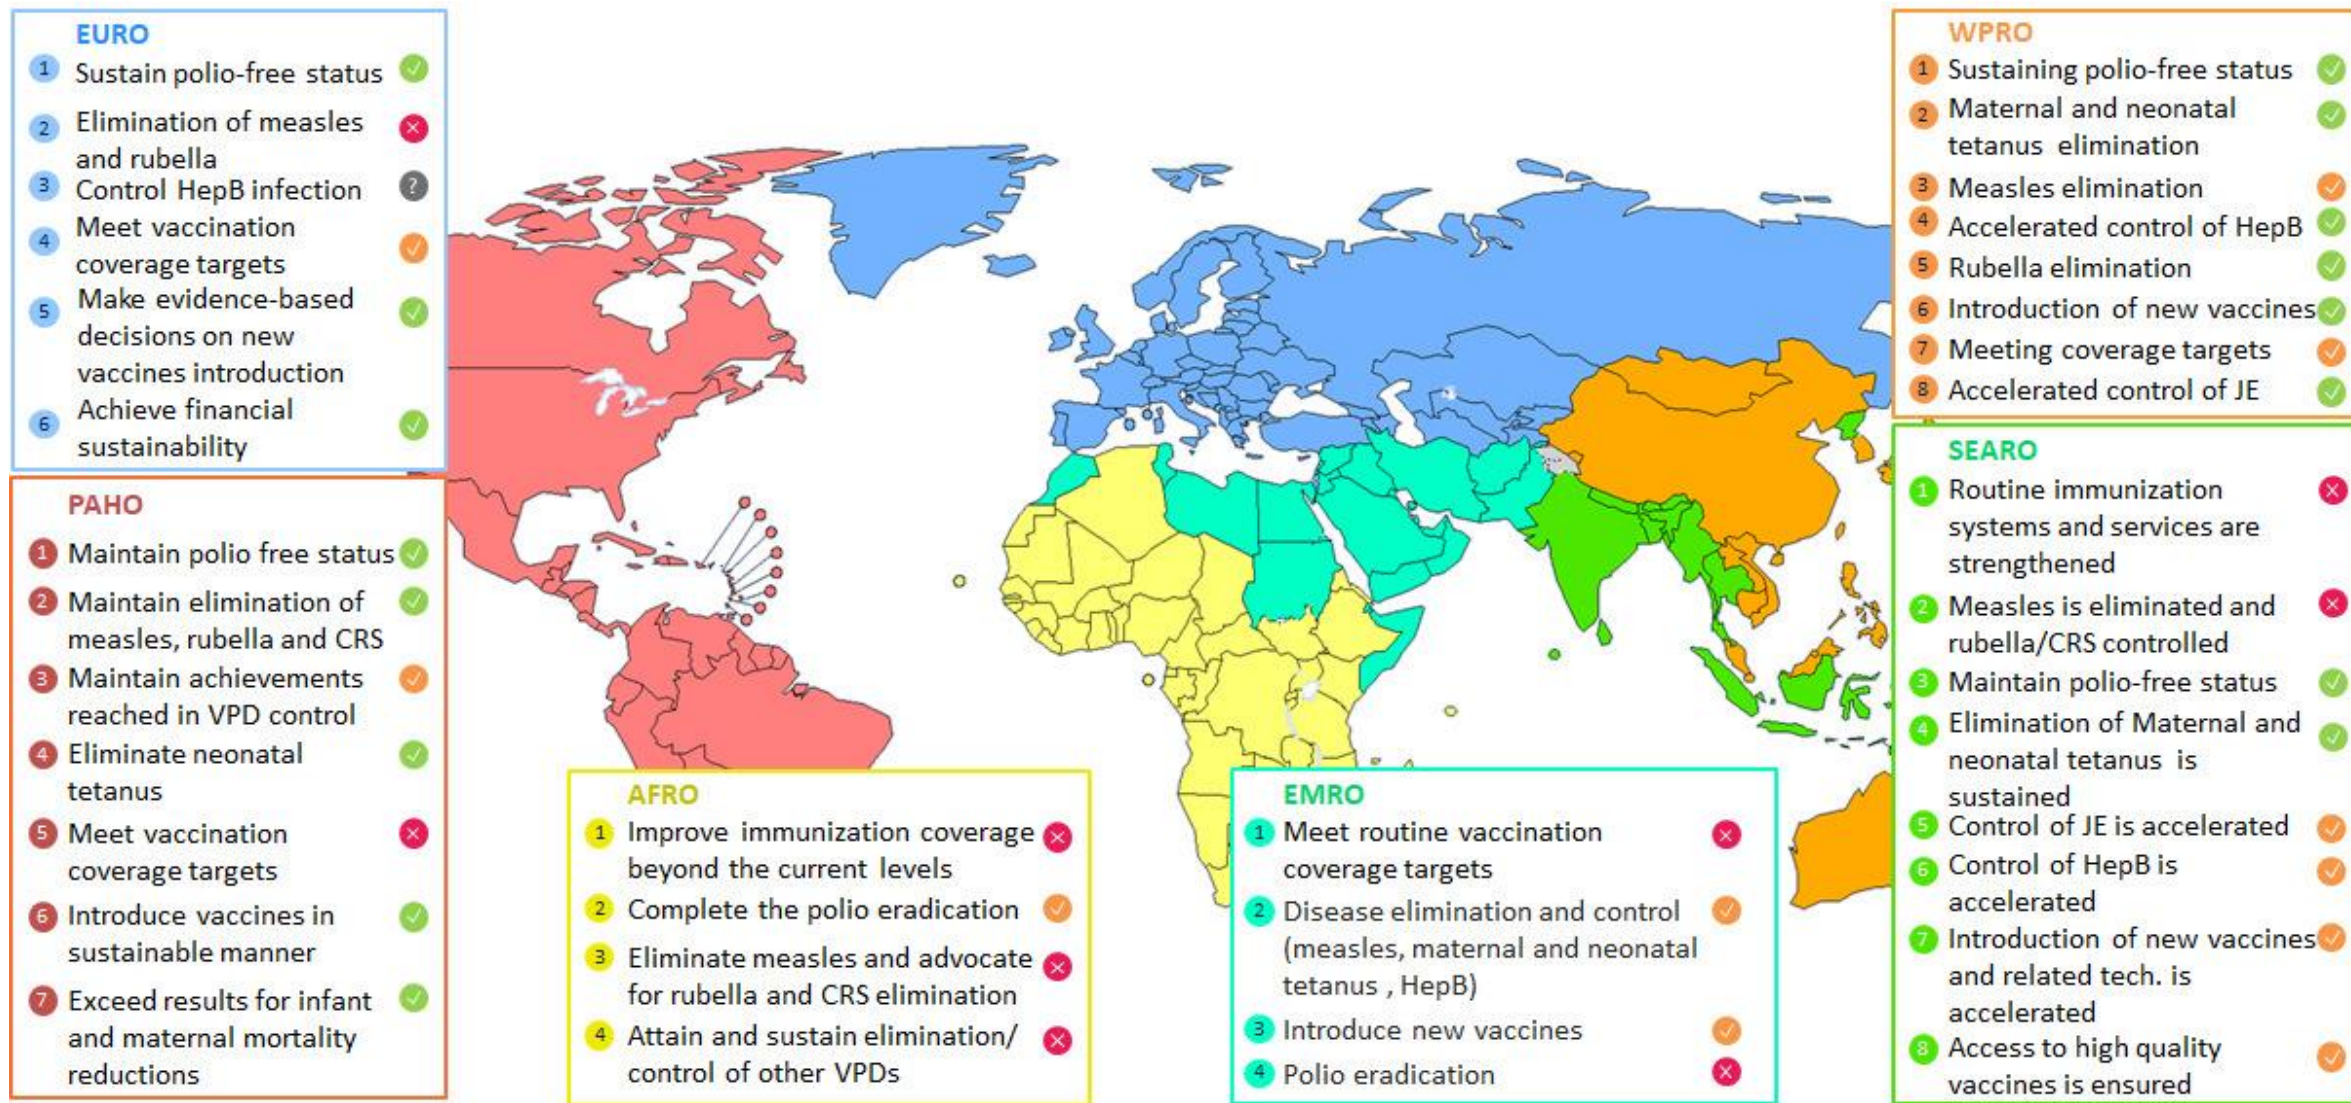 EURO
1 Sustain polio-free status
2 Elimination of measles
and rubella
3 Control HepB infection ?
4 Meet vaccination
coverage targets
5 Make evidence-based
decisions on new
vaccines introduction
6 Achieve financial
sustainability
PAHO
1 Maintain polio free status
2 Maintain elimination of
measles, rubella and CRS
3 Maintain achievements
reached in VPD control
4 Eliminate neonatal
tetanus
5 Meet vaccination
coverage targets
6 Introduce vaccines in
sustainable manner
7 Exceed results for infant
and maternal mortality
reductions
AFRO
1 Improve immunization coverage
beyond the current levels
2 Complete the polio eradication
3 Eliminate measles and advocate
for rubella and CRS elimination
4 Attain and sustain elimination/
control of other VPDs
EMRO
1 Meet routine vaccination
coverage targets
2 Disease elimination and control
(measles, maternal and neonatal
tetanus , HepB)
3 Introduce new vaccines
4 Polio eradication
WPRO
1 Sustaining polio-free status
2 Maternal and neonatal
tetanus elimination
3 Measles elimination
4 Accelerated control of HepB
5 Rubella elimination
6 Introduction of new vaccines
7 Meeting coverage targets
8 Accelerated control of JE
SEARO
1 Routine immunization
systems and services are
strengthened
2 Measles is eliminated and
rubella/CRS controlled
3 Maintain polio-free status
4 Elimination of Maternal and
neonatal tetanus is
sustained
5 Control of JE is accelerated
6 Control of HepB is
accelerated
7 Introduction of new vaccines
and related tech. is
accelerated
8 Access to high quality
vaccines is ensured